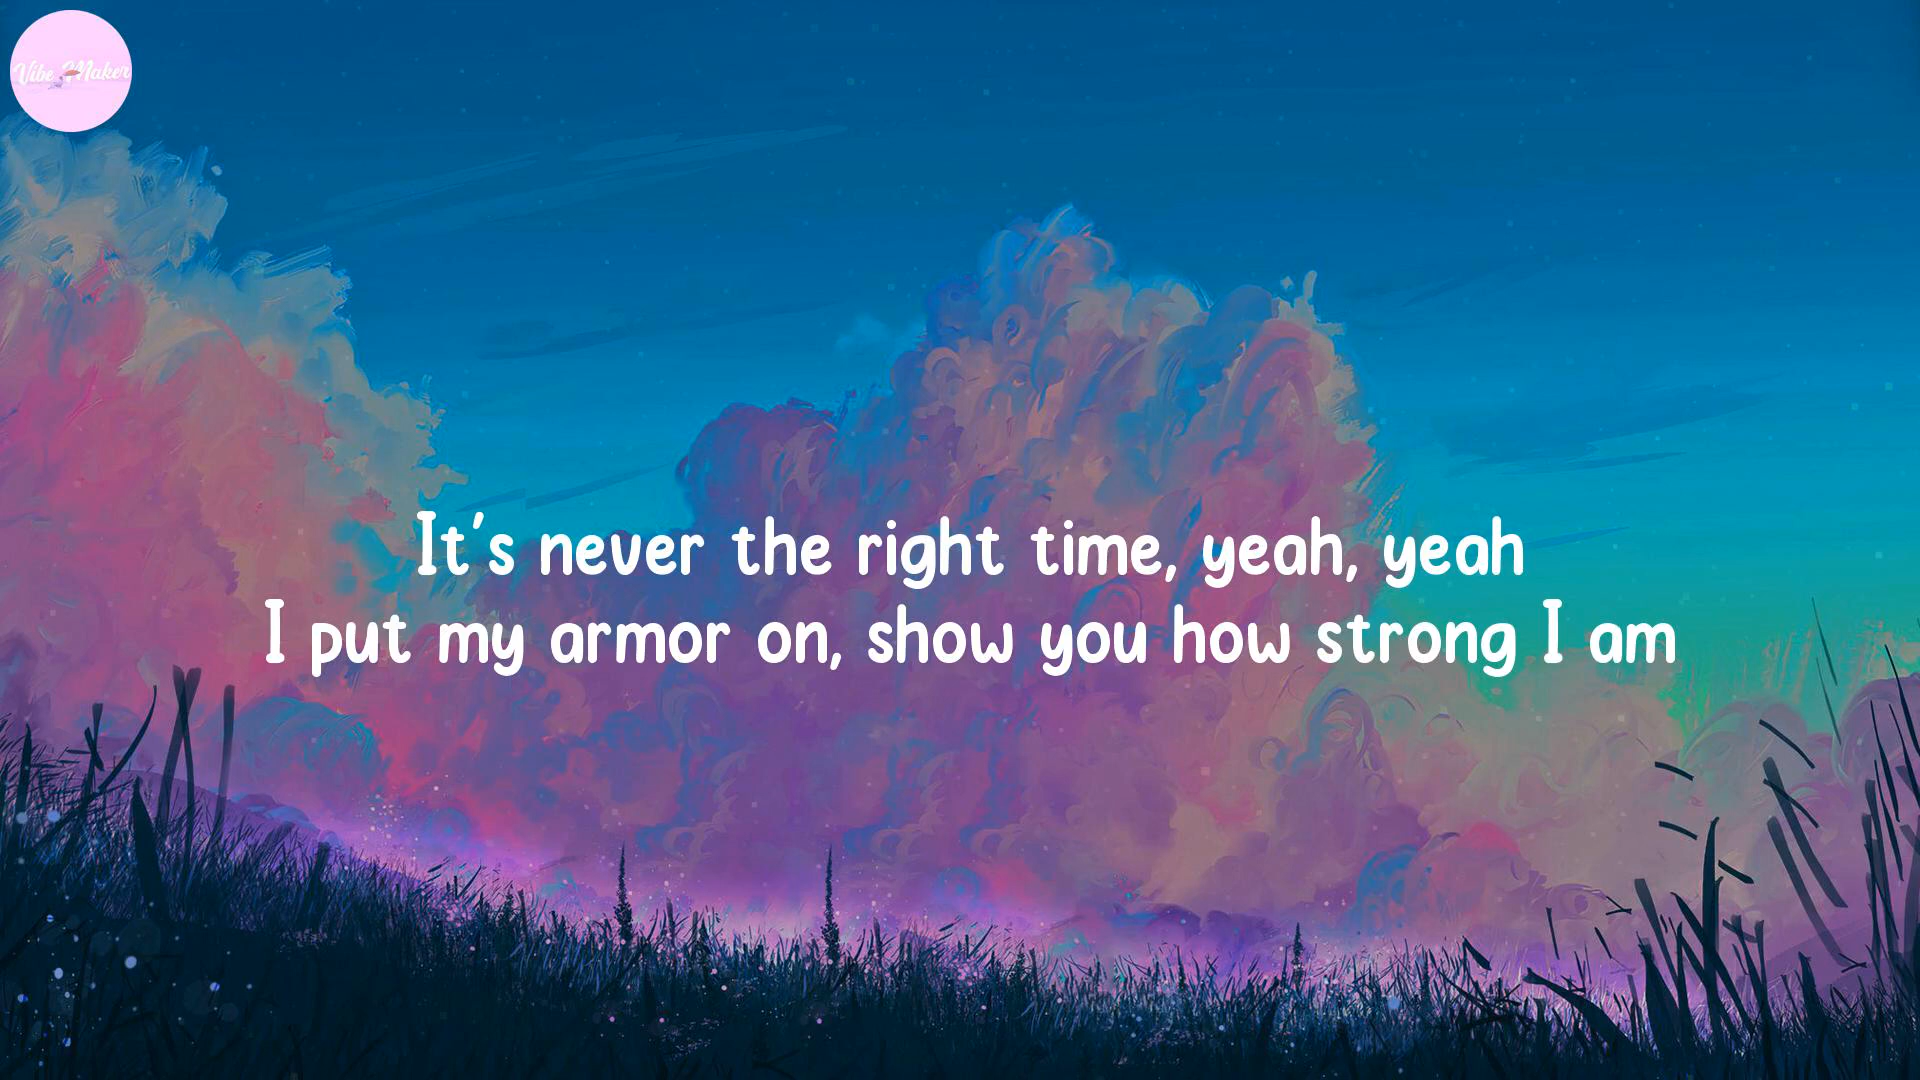 Vibe Maker
It's never the right time, yeah, yeah
I put my armor on, show you how strong I am